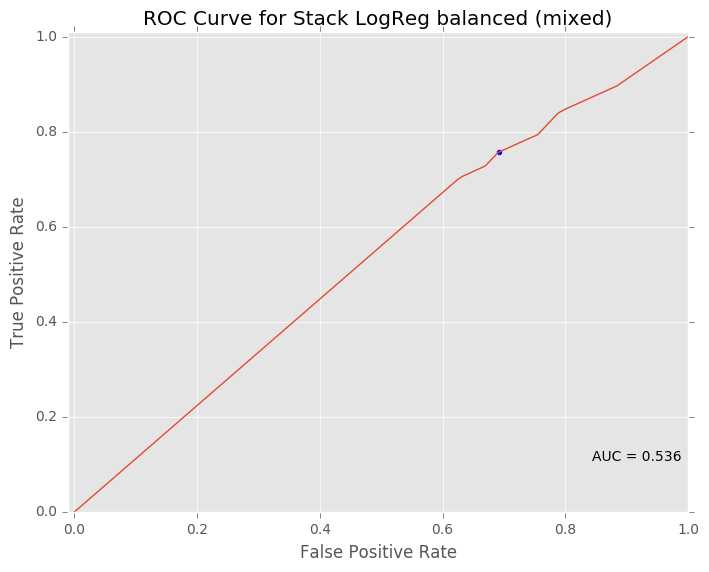 ROC Curve for Stack LogReg balanced (mixed)
1.0
0.8
0.6
0.4
0.2
0.0
True Positive Rate
AUC = 0.536
0.0 0.2 0.4 0.6 0.8 1.0
False Positive Rate